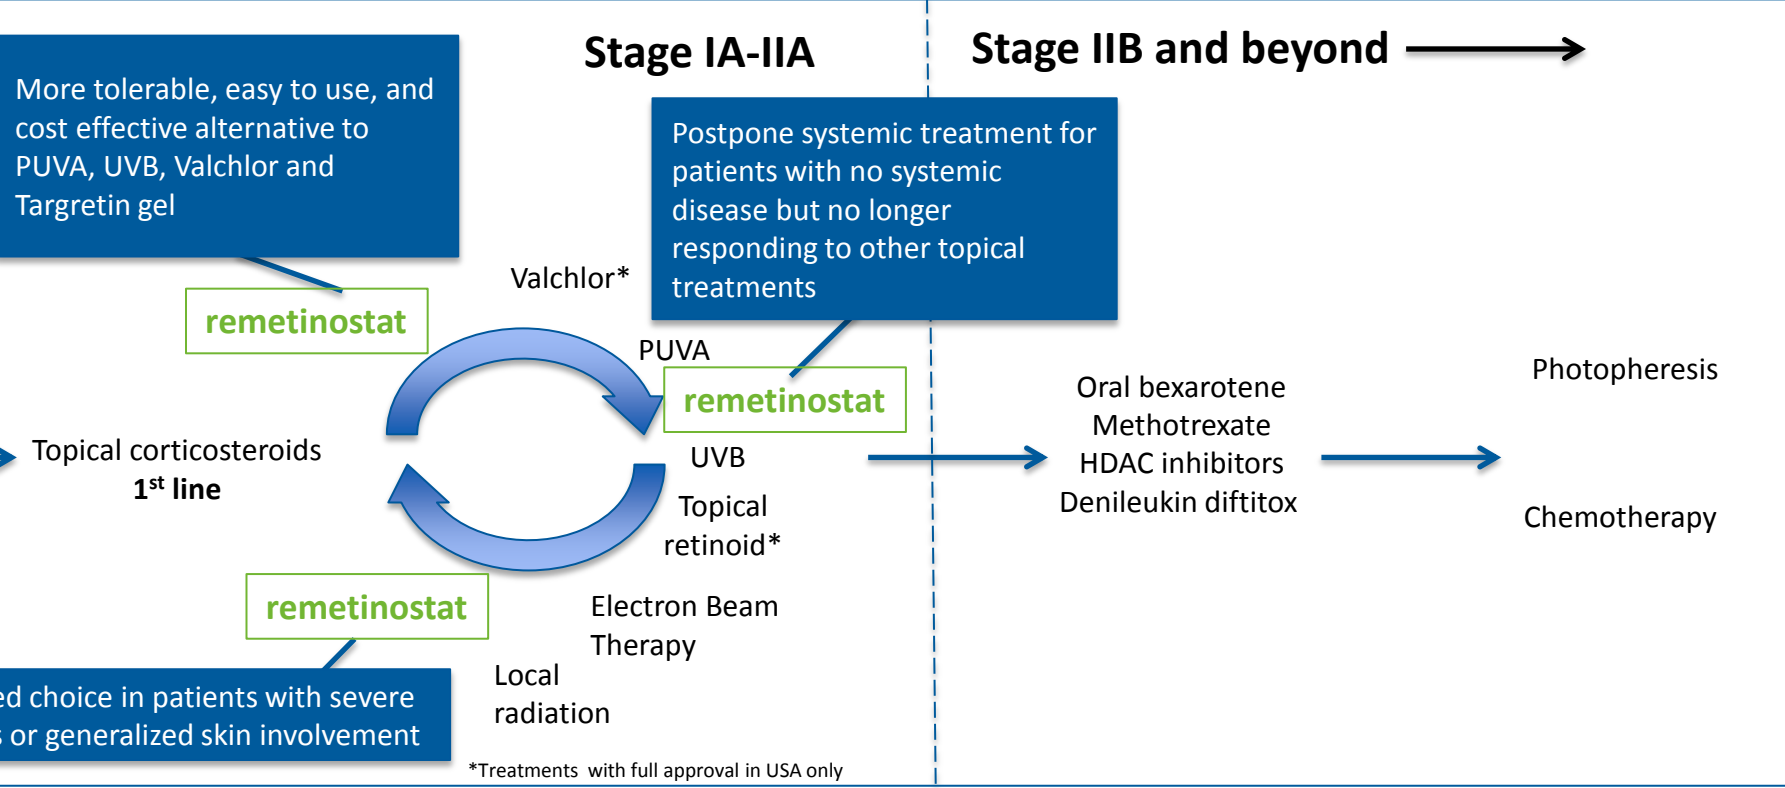 Stage IA-IIA
Stage IIB and beyond
More tolerable, easy to use, and
cost effective alternative to
PUVA, UVB, Valchlor and
Targretin gel
Postpone systemic treatment for
patients with no systemic
disease but no longer
responding to other topical
treatments
Valchlor*
remetinostat
PUVA
remetinostat
Topical corticosteroids
1st line
UVB
Topical
retinoid*
Oral bexarotene
Methotrexate
HDAC inhibitors
Denileukin diftitox
Photopheresis
Chemotherapy
remetinostat
Electron Beam
Therapy
Local
radiation
choice in patients with severe
or generalized skin involvement
*Treatments with full approval in USA only